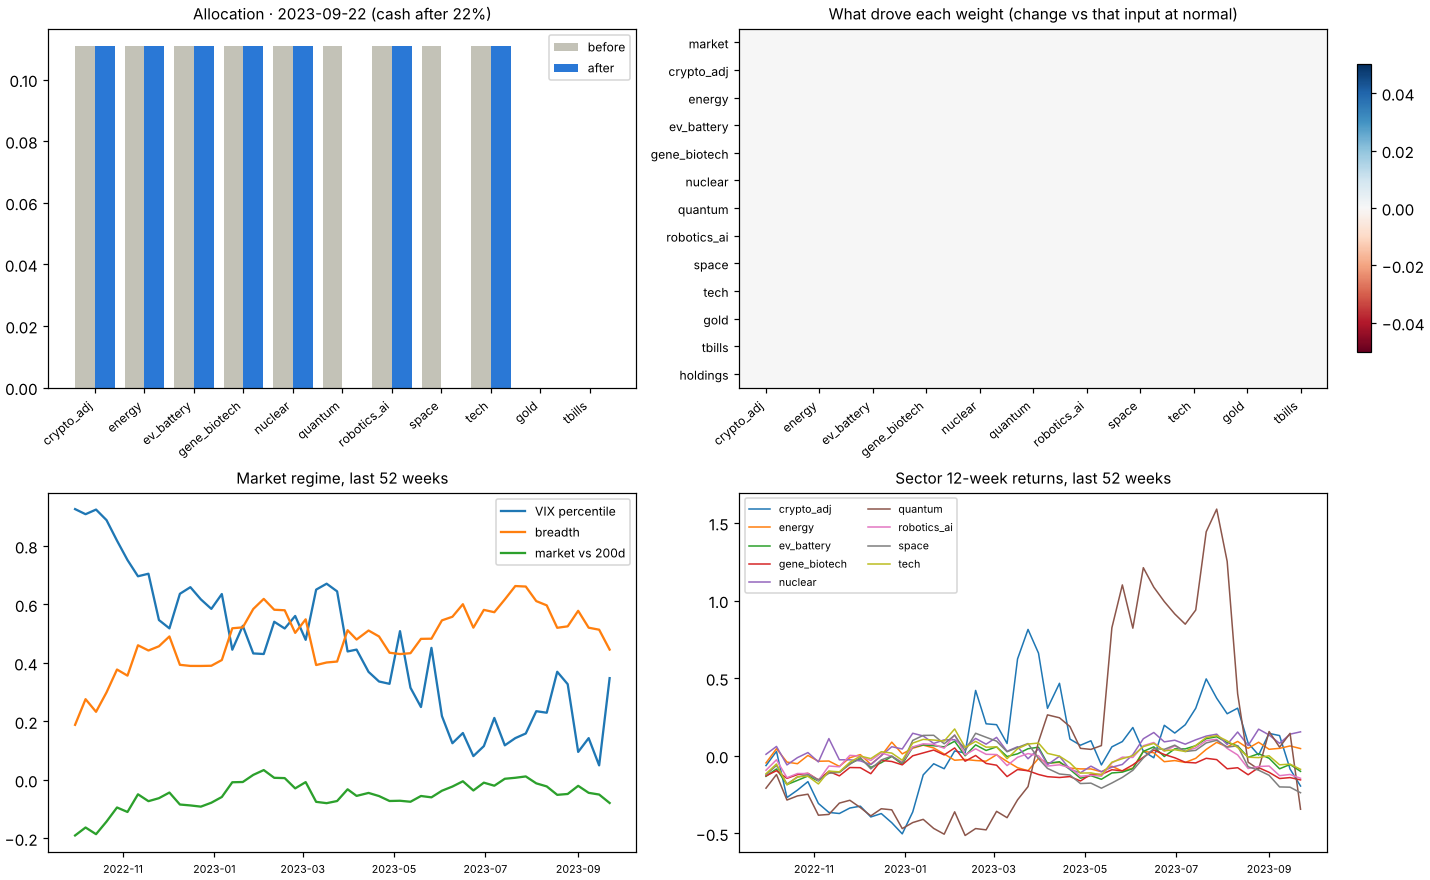 Allocation · 2023-09-22 (cash after 22%)
before
after
0.10
0.08
0.06
0.04
0.02
0.00
crypto_adj
energy
ev_battery
gene_biotech
nuclear
quantum
robotics_ai
space
tech
gold
tbills
What drove each weight (change vs that input at normal)
market
crypto_adj
energy
ev_battery
gene_biotech
nuclear
quantum
robotics_ai
space
tech
gold
tbills
holdings
crypto_adj
energy
ev_battery
gene_biotech
nuclear
quantum
robotics_ai
space
tech
gold
tbills
0.04
0.02
0.00
−0.02
−0.04
Market regime, last 52 weeks
VIX percentile
breadth
market vs 200d
0.8
0.6
0.4
0.2
0.0
−0.2
2022-11
2023-01
2023-03
2023-05
2023-07
2023-09
Sector 12-week returns, last 52 weeks
crypto_adj
energy
ev_battery
gene_biotech
nuclear
quantum
robotics_ai
space
tech
1.5
1.0
0.5
0.0
−0.5
2022-11
2023-01
2023-03
2023-05
2023-07
2023-09